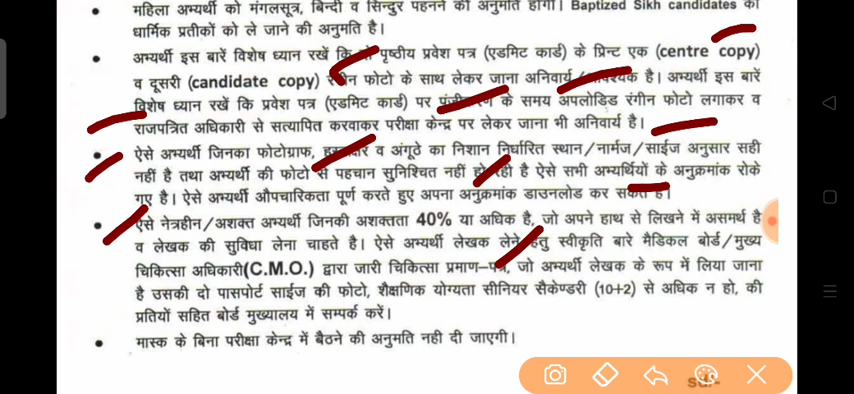 महिला अभ्यर्थी को मंगलसूत्र, बिन्दी व सिन्दुर पहनने की अनुमति होगी। Baptized Sikh candidates को
धार्मिक प्रतीकों को ले जाने की अनुमति है।
अभ्यर्थी इस बारें विशेष ध्यान रखें कि पृष्ठीय प्रवेश पत्र (एडमिट कार्ड) के प्रिन्ट एक (centre copy)
व दूसरी (candidate copy) फोटो के साथ लेकर जाना अनिवार्य है। अभ्यर्थी इस बारें
विशेष ध्यान रखें कि प्रवेश पत्र (एडमिट कार्ड) पर के समय अपलोडिड रंगीन फोटो लगाकर व
राजपत्रित अधिकारी से सत्यापित करवाकर परीक्षा केन्द्र पर लेकर जाना भी अनिवार्य है।
ऐसे अभ्यर्थी जिनका फोटोग्राफ, व अंगूठे का निशान निर्धारित स्थान/नार्मज/साईज अनुसार सही
नहीं है तथा अभ्यर्थी की फोटो से पहचान सुनिश्चित नहीं हो रही है ऐसे सभी अभ्यर्थियों के अनुक्रमांक रोके
गए है। ऐसे अभ्यर्थी औपचारिकता पूर्ण करते हुए अपना अनुक्रमांक डाउनलोड कर सकते है।
ऐसे नेत्रहीन/अशक्त अभ्यर्थी जिनकी अशक्तता 40% या अधिक है, जो अपने हाथ से लिखने में असमर्थ है
व लेखक की सुविधा लेना चाहते है। ऐसे अभ्यर्थी लेखक लेने हेतु स्वीकृति बारे मैडिकल बोर्ड/मुख्य
चिकित्सा अधिकारी(C.M.O.) द्वारा जारी चिकित्सा प्रमाण-पत्र, जो अभ्यर्थी लेखक के रूप में लिया जाना
है उसकी दो पासपोर्ट साईज की फोटो, शैक्षणिक योग्यता सीनियर सैकेण्डरी (10+2) से अधिक न हो, की
प्रतियों सहित बोर्ड मुख्यालय में सम्पर्क करें।
मास्क के बिना परीक्षा केन्द्र में बैठने की अनुमति नही दी जाएगी।